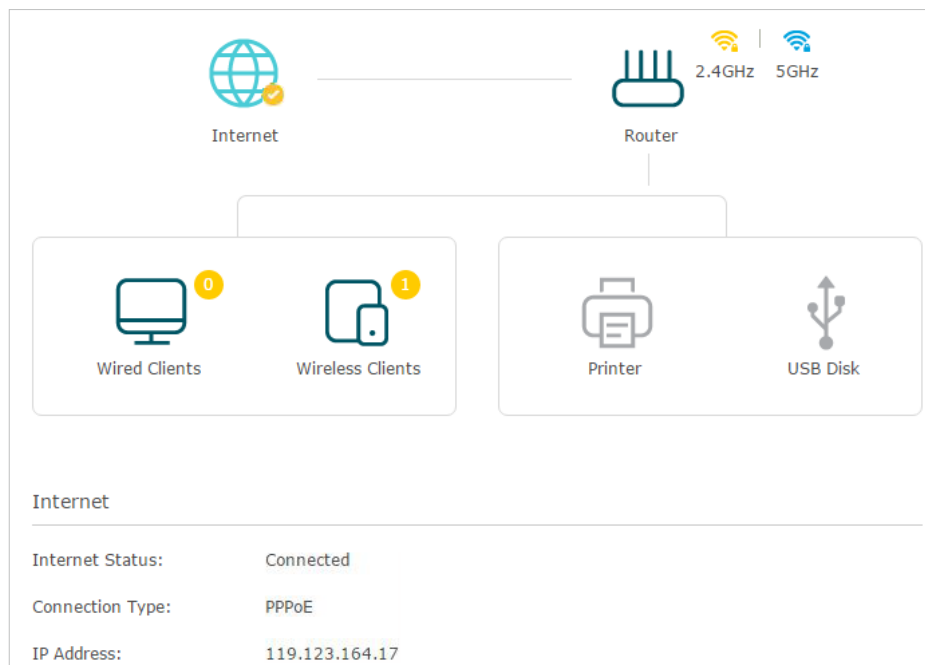 2.4GHz 5GHz
Internet Router
0 1
Wired Clients Wireless Clients Printer USB Disk
Internet
Internet Status: Connected
Connection Type: PPPoE
IP Address: 119.123.164.17